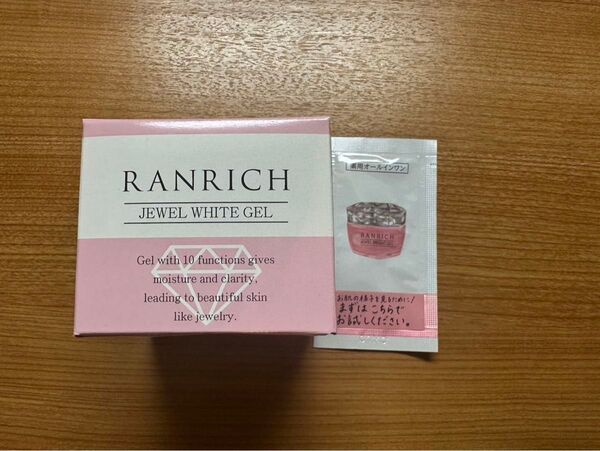 RANRICH
JEWEL WHITE GEL
Gel with 10 functions gives
moisture and clarity,
leading to beautiful skin
like jewelry.
薬用オールインワン
RANRICH
JEWEL WHITE GEL
お肌の様子を見るために!
まずはこちらで
お試しください。